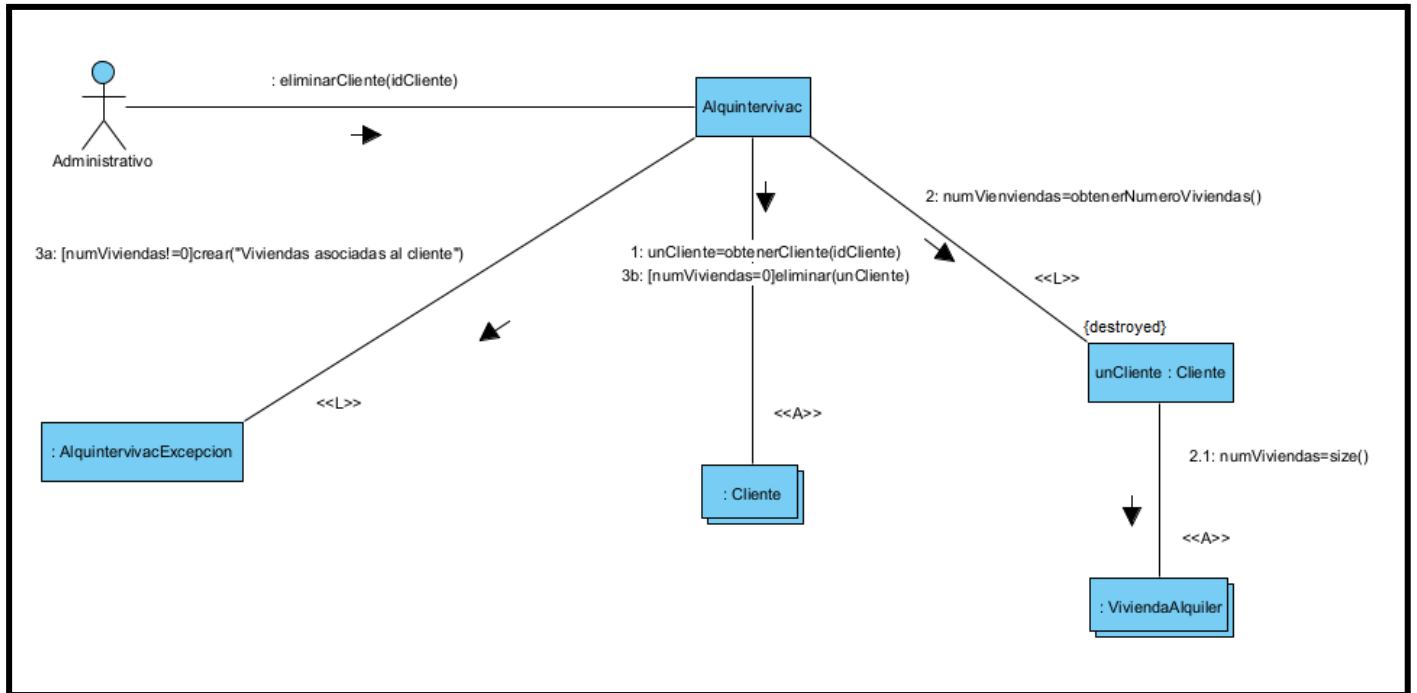 : eliminarCliente(idCliente)
Alquintervivac
Administrativo
2: numVienviendas=obtenerNumeroViviendas()
3a: [numViviendas!=0]crear("Viviendas asociadas al cliente")
1: unCliente=obtenerCliente(idCliente)
3b: [numViviendas=0]eliminar(unCliente)
<<L>>
{destroyed}
unCliente : Cliente
<<L>>
<<A>>
: AlquintervivacExcepcion
2.1: numViviendas=size()
: Cliente
<<A>>
: ViviendaAlquiler